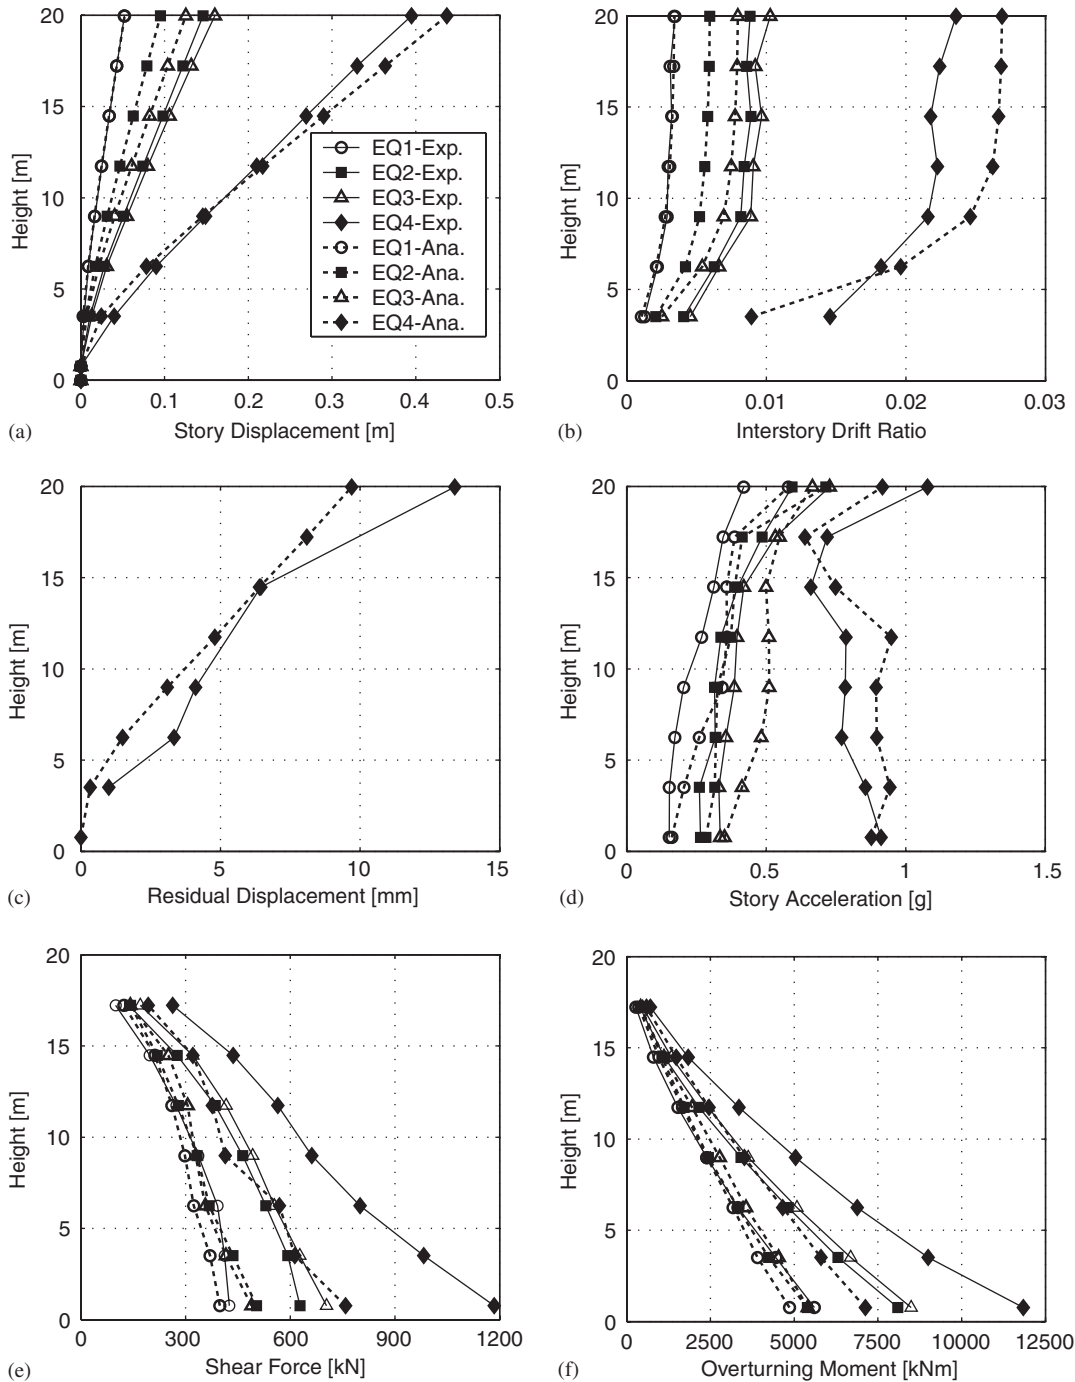 20
15
10
5
0
Height [m]
EQ1-Exp.
EQ2-Exp.
EQ3-Exp.
EQ4-Exp.
EQ1-Ana.
EQ2-Ana.
EQ3-Ana.
EQ4-Ana.
0 0.1 0.2 0.3 0.4 0.5
(a) Story Displacement [m]
20
15
10
5
0
Height [m]
0 0.01 0.02 0.03
(b) Interstory Drift Ratio
20
15
10
5
0
Height [m]
0 5 10 15
(c) Residual Displacement [mm]
20
15
10
5
0
Height [m]
0 0.5 1 1.5
(d) Story Acceleration [g]
20
15
10
5
0
Height [m]
0 300 600 900 1200
(e) Shear Force [kN]
20
15
10
5
0
Height [m]
0 2500 5000 7500 10000 12500
(f) Overturning Moment [kNm]